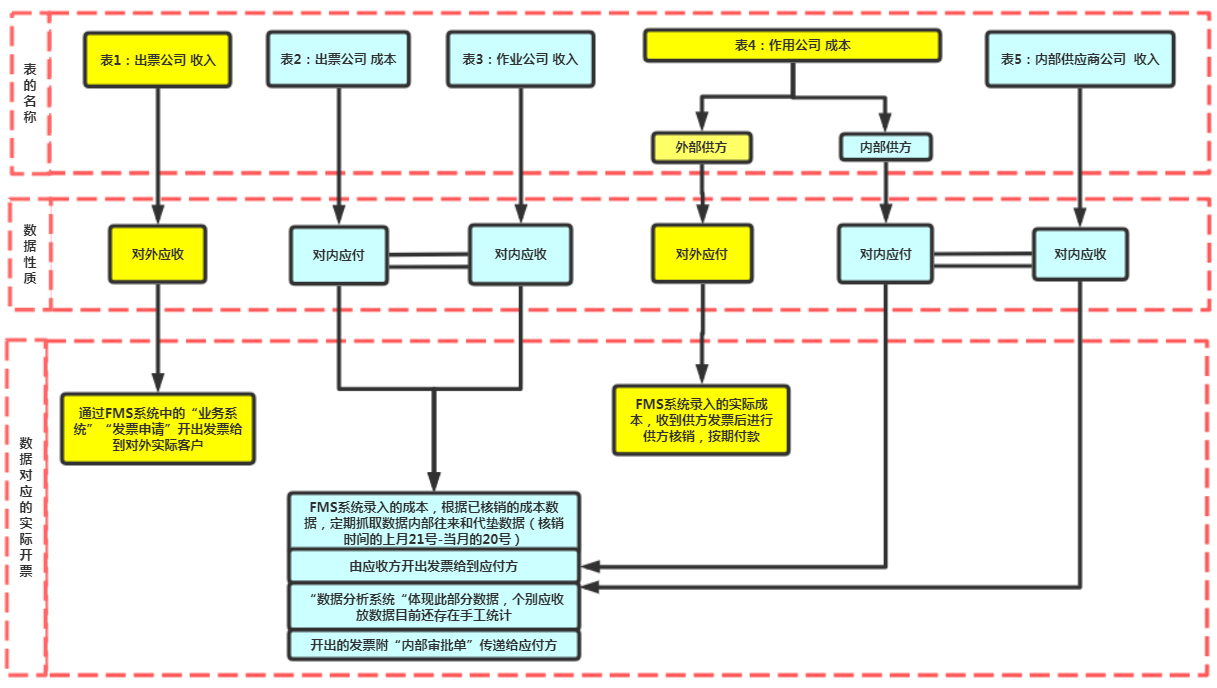 表的名称
表1：出票公司 收入
表2：出票公司 成本
表3：作业公司 收入
表4：作用公司 成本
表5：内部供应商公司 收入
外部供方
内部供方
数据性质
对外应收
对内应付
对内应收
对外应付
对内应付
对内应收
数据对应的实际开票
通过FMS系统中的“业务系
统”“发票申请”开出发票给
到对外实际客户
FMS系统录入的实际成
本，收到供方发票后进行
供方核销，按期付款
FMS系统录入的成本，根据已核销的成本数
据，定期抓取数据内部往来和代垫数据（核销
时间的上月21号-当月的20号）
由应收方开出发票给到应付方
“数据分析系统“体现此部分数据，个别应收
放数据目前还存在手工统计
开出的发票附“内部审批单”传递给应付方